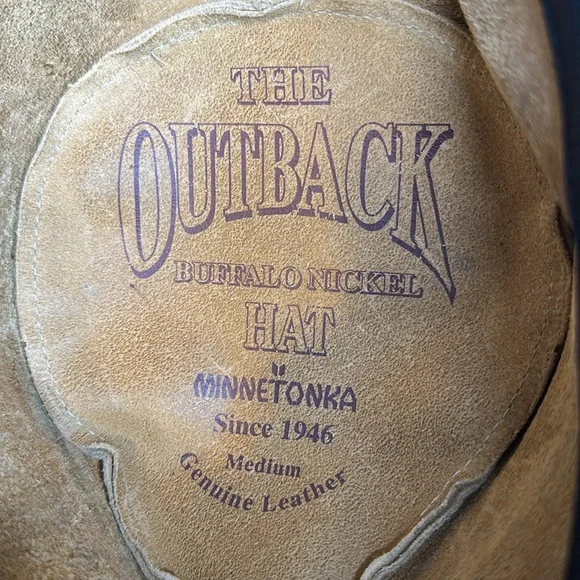 THE
OUTBACK
BUFFALO NICKEL
HAT
MINNETONKA
Since 1946
Medium
Genuine Leather